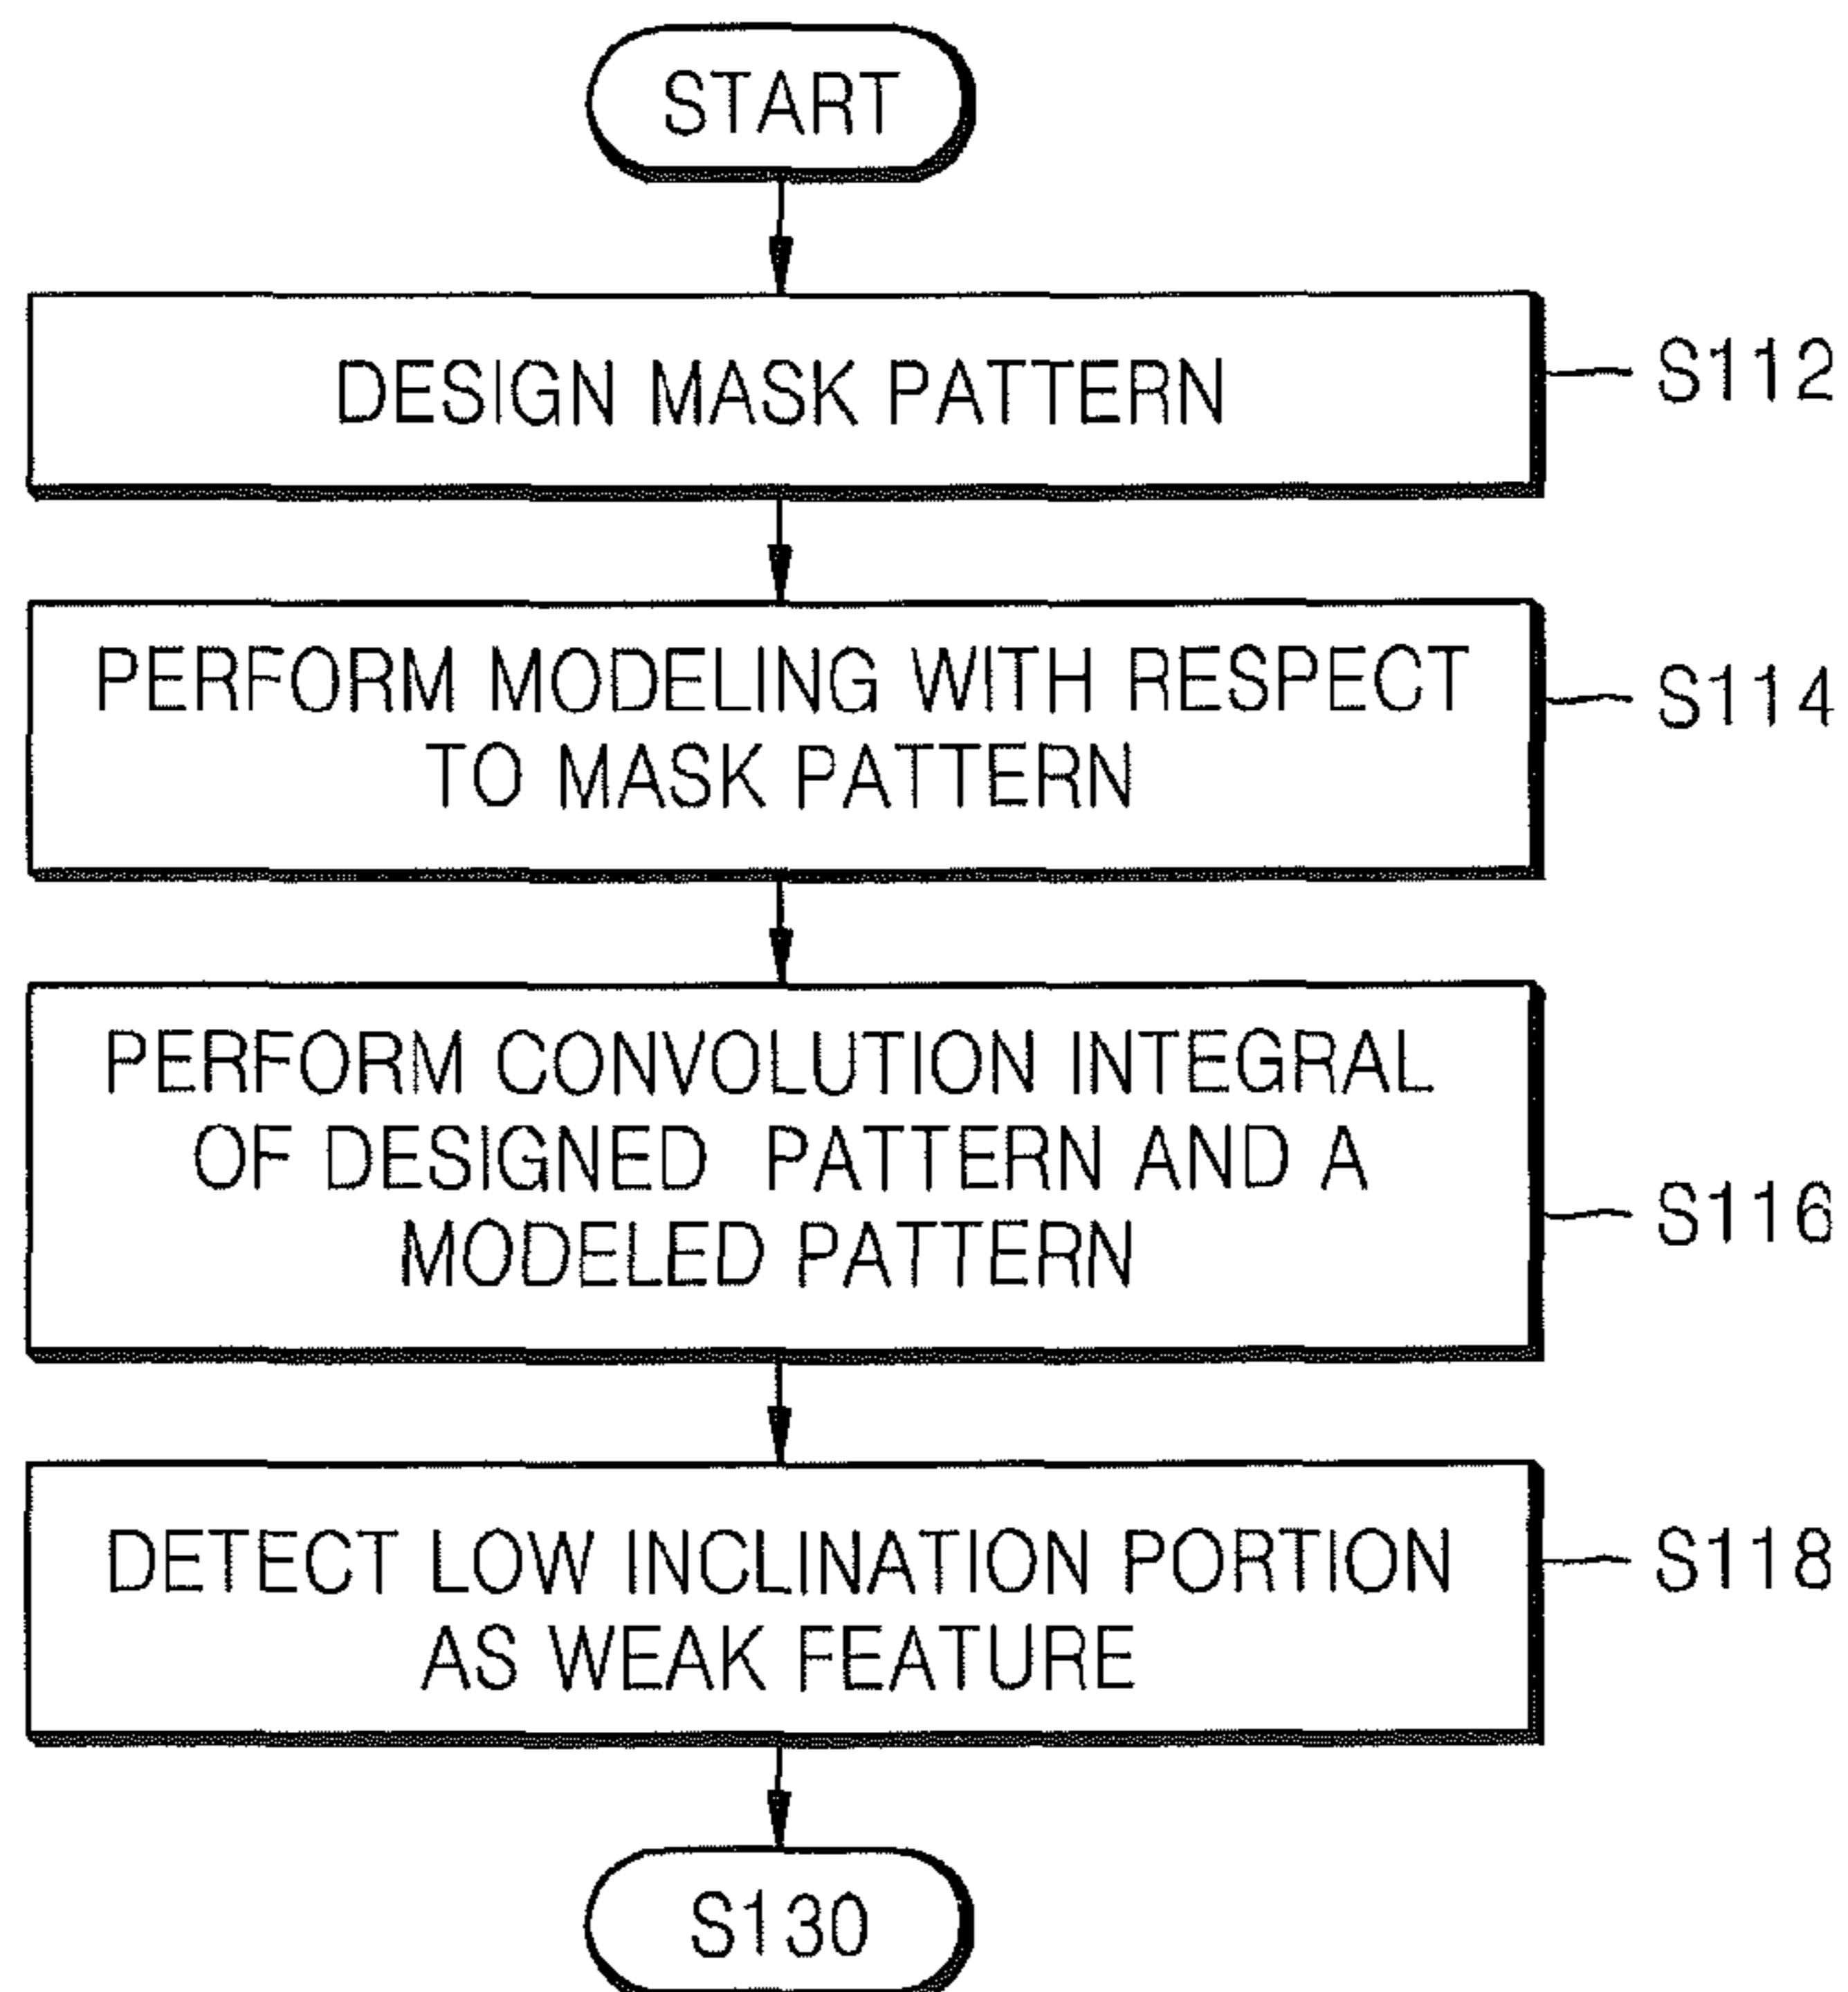 START
DESIGN MASK PATTERN
S112
PERFORM MODELING WITH RESPECT
TO MASK PATTERN
S114
PERFORM CONVOLUTION INTEGRAL
OF DESIGNED PATTERN AND A
MODELED PATTERN
S116
DETECT LOW INCLINATION PORTION
AS WEAK FEATURE
S118
S130